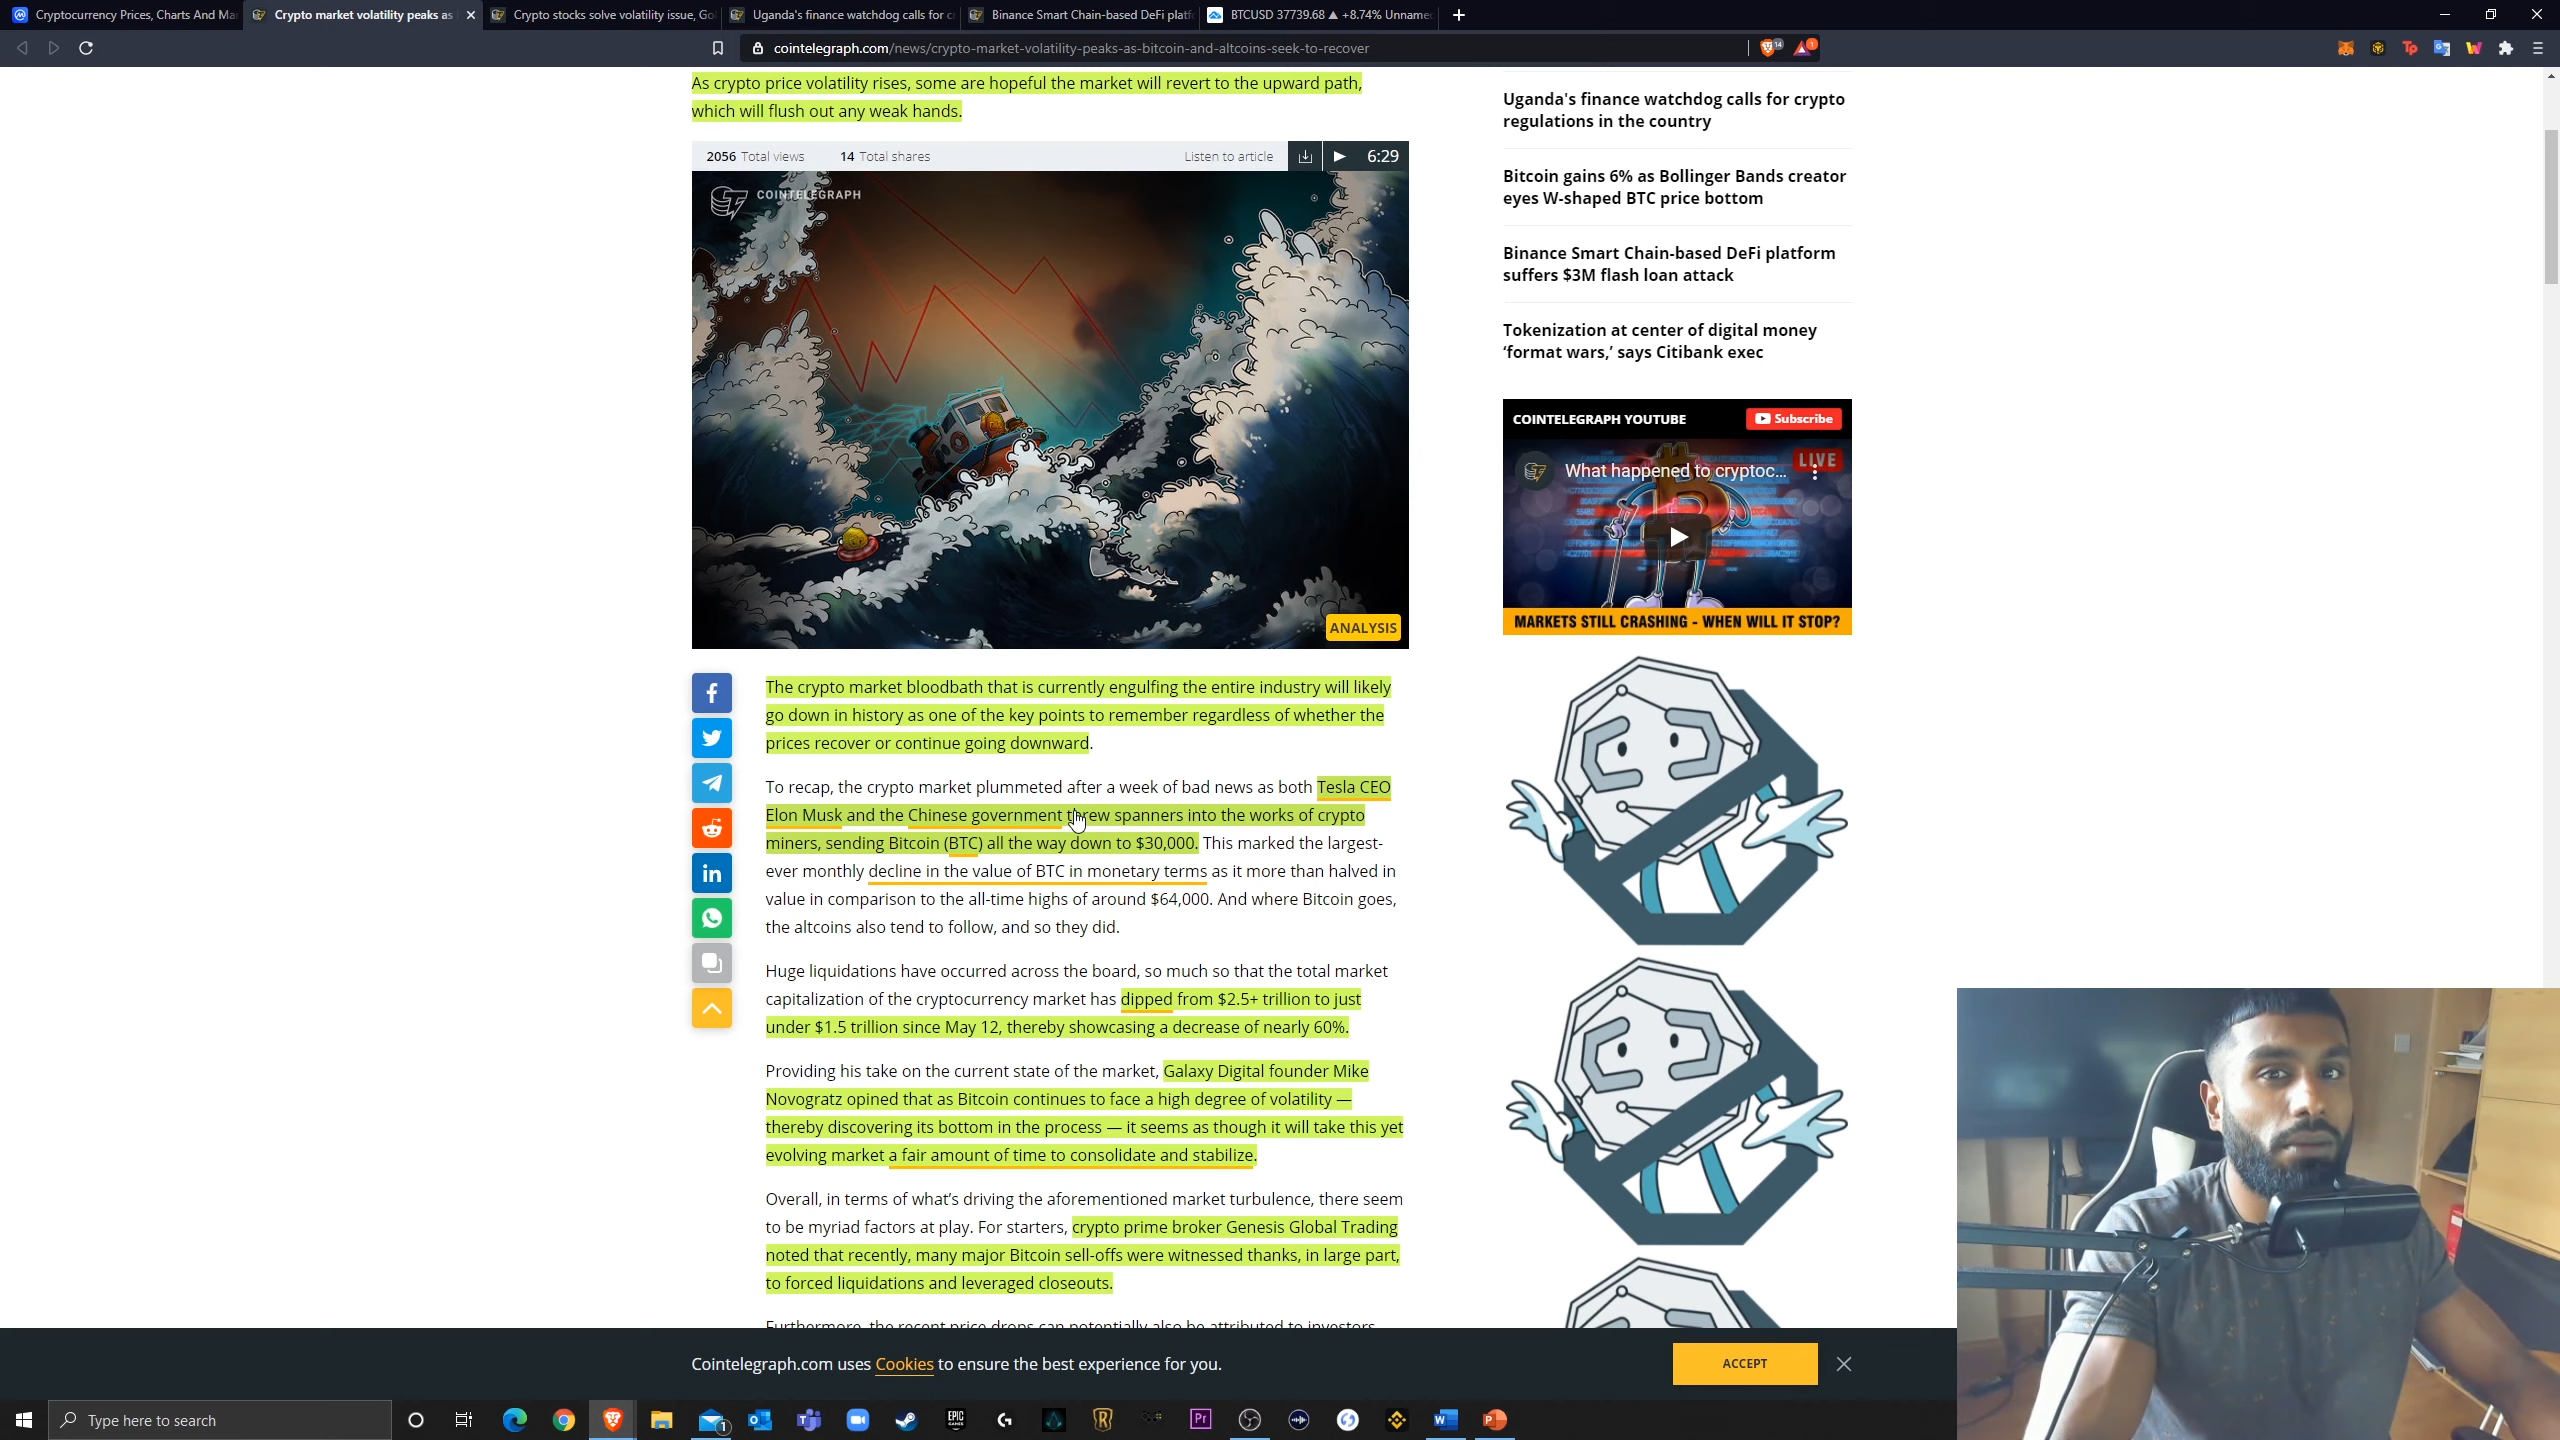 Cryptocurrency Prices, Charts And Ma
Crypto market volatility peaks as
Crypto stocks solve volatility issue, Go
Uganda's finance watchdog calls for c
Binance Smart Chain-based DeFi platf
BTCUSD 37739.68 ▲ +8.74% Unname
cointelegraph.com/news/crypto-market-volatility-peaks-as-bitcoin-and-altcoins-seek-to-recover
As crypto price volatility rises, some are hopeful the market will revert to the upward path,
which will flush out any weak hands.
2056 Total views 14 Total shares Listen to article 6:29
COINTELEGRAPH
ANALYSIS
The crypto market bloodbath that is currently engulfing the entire industry will likely
go down in history as one of the key points to remember regardless of whether the
prices recover or continue going downward.
To recap, the crypto market plummeted after a week of bad news as both Tesla CEO
Elon Musk and the Chinese government threw spanners into the works of crypto
miners, sending Bitcoin (BTC) all the way down to $30,000. This marked the largest-
ever monthly decline in the value of BTC in monetary terms as it more than halved in
value in comparison to the all-time highs of around $64,000. And where Bitcoin goes,
the altcoins also tend to follow, and so they did.
Huge liquidations have occurred across the board, so much so that the total market
capitalization of the cryptocurrency market has dipped from $2.5+ trillion to just
under $1.5 trillion since May 12, thereby showcasing a decrease of nearly 60%.
Providing his take on the current state of the market, Galaxy Digital founder Mike
Novogratz opined that as Bitcoin continues to face a high degree of volatility —
thereby discovering its bottom in the process — it seems as though it will take this yet
evolving market a fair amount of time to consolidate and stabilize.
Overall, in terms of what's driving the aforementioned market turbulence, there seem
to be myriad factors at play. For starters, crypto prime broker Genesis Global Trading
noted that recently, many major Bitcoin sell-offs were witnessed thanks, in large part,
to forced liquidations and leveraged closeouts.
Furthermore, the recent price drops can potentially also be attributed to investors
Uganda's finance watchdog calls for crypto
regulations in the country
Bitcoin gains 6% as Bollinger Bands creator
eyes W-shaped BTC price bottom
Binance Smart Chain-based DeFi platform
suffers $3M flash loan attack
Tokenization at center of digital money
‘format wars,’ says Citibank exec
COINTELEGRAPH YOUTUBE Subscribe
What happened to cryptoc...
LIVE
MARKETS STILL CRASHING - WHEN WILL IT STOP?
Cointelegraph.com uses Cookies to ensure the best experience for you.
ACCEPT
Type here to search